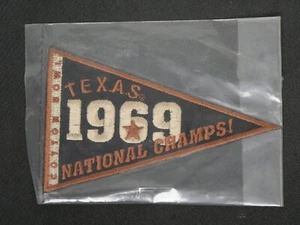 COTTON BOWL
TEXAS
1969
NATIONAL CHAMPS!